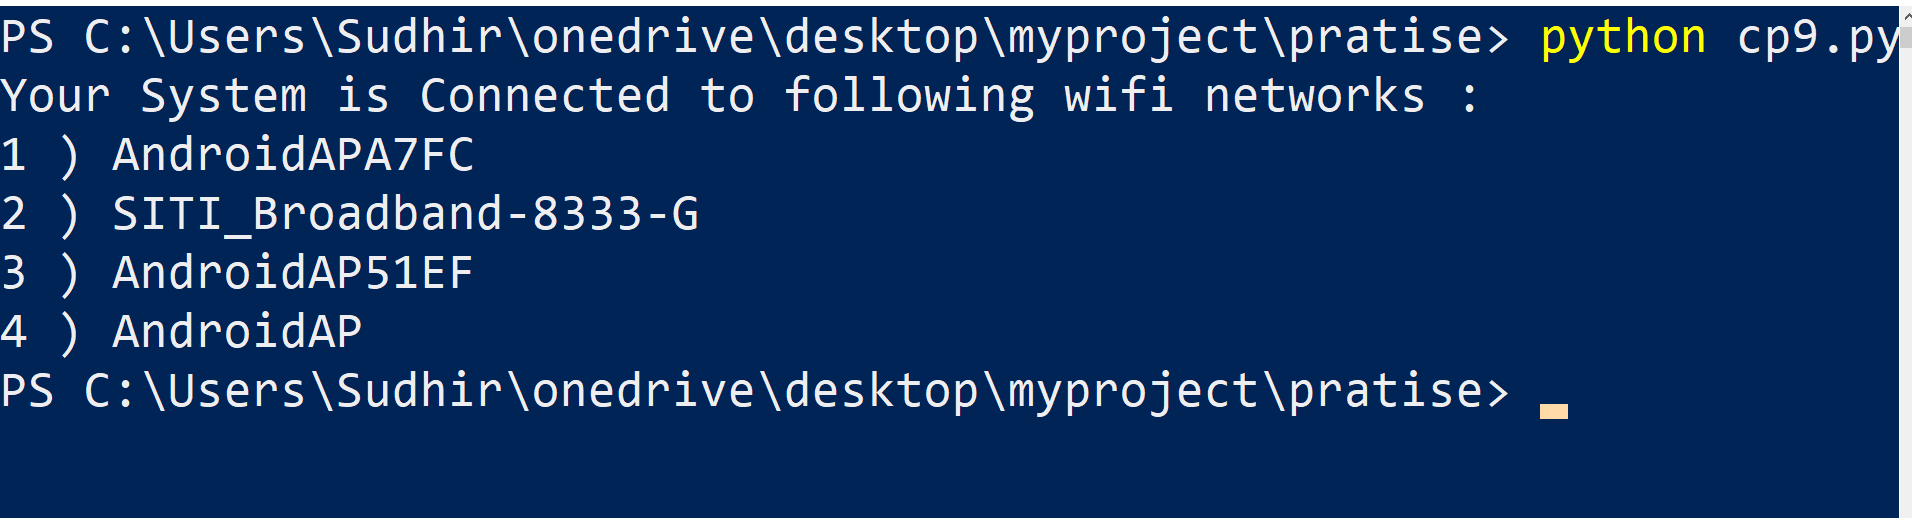 PS C:\Users\Sudhir\onedrive\desktop\myproject\pratise> python cp9.py
Your System is Connected to following wifi networks :
1 ) AndroidAPA7FC
2 ) SITI_Broadband-8333-G
3 ) AndroidAP51EF
4 ) AndroidAP
PS C:\Users\Sudhir\onedrive\desktop\myproject\pratise>